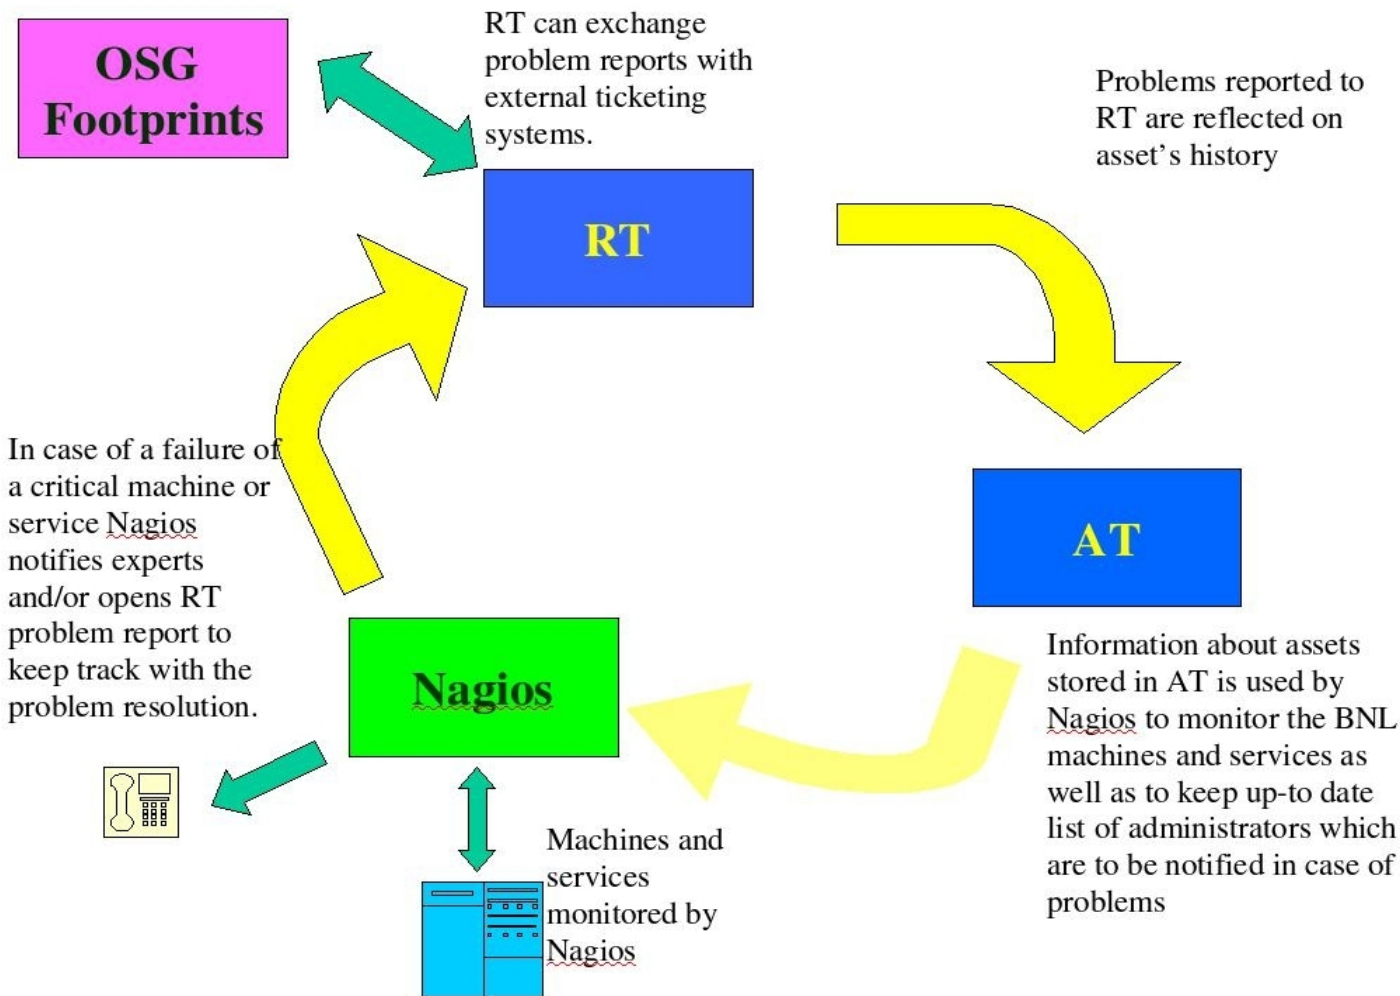 OSG
Footprints
RT can exchange
problem reports with
external ticketing
systems.
Problems reported to
RT are reflected on
asset’s history
RT
In case of a failure of
a critical machine or
service Nagios
notifies experts
and/or opens RT
problem report to
keep track with the
problem resolution.
AT
Nagios
Information about assets
stored in AT is used by
Nagios to monitor the BNL
machines and services as
well as to keep up-to date
list of administrators which
are to be notified in case of
problems
Machines and
services
monitored by
Nagios